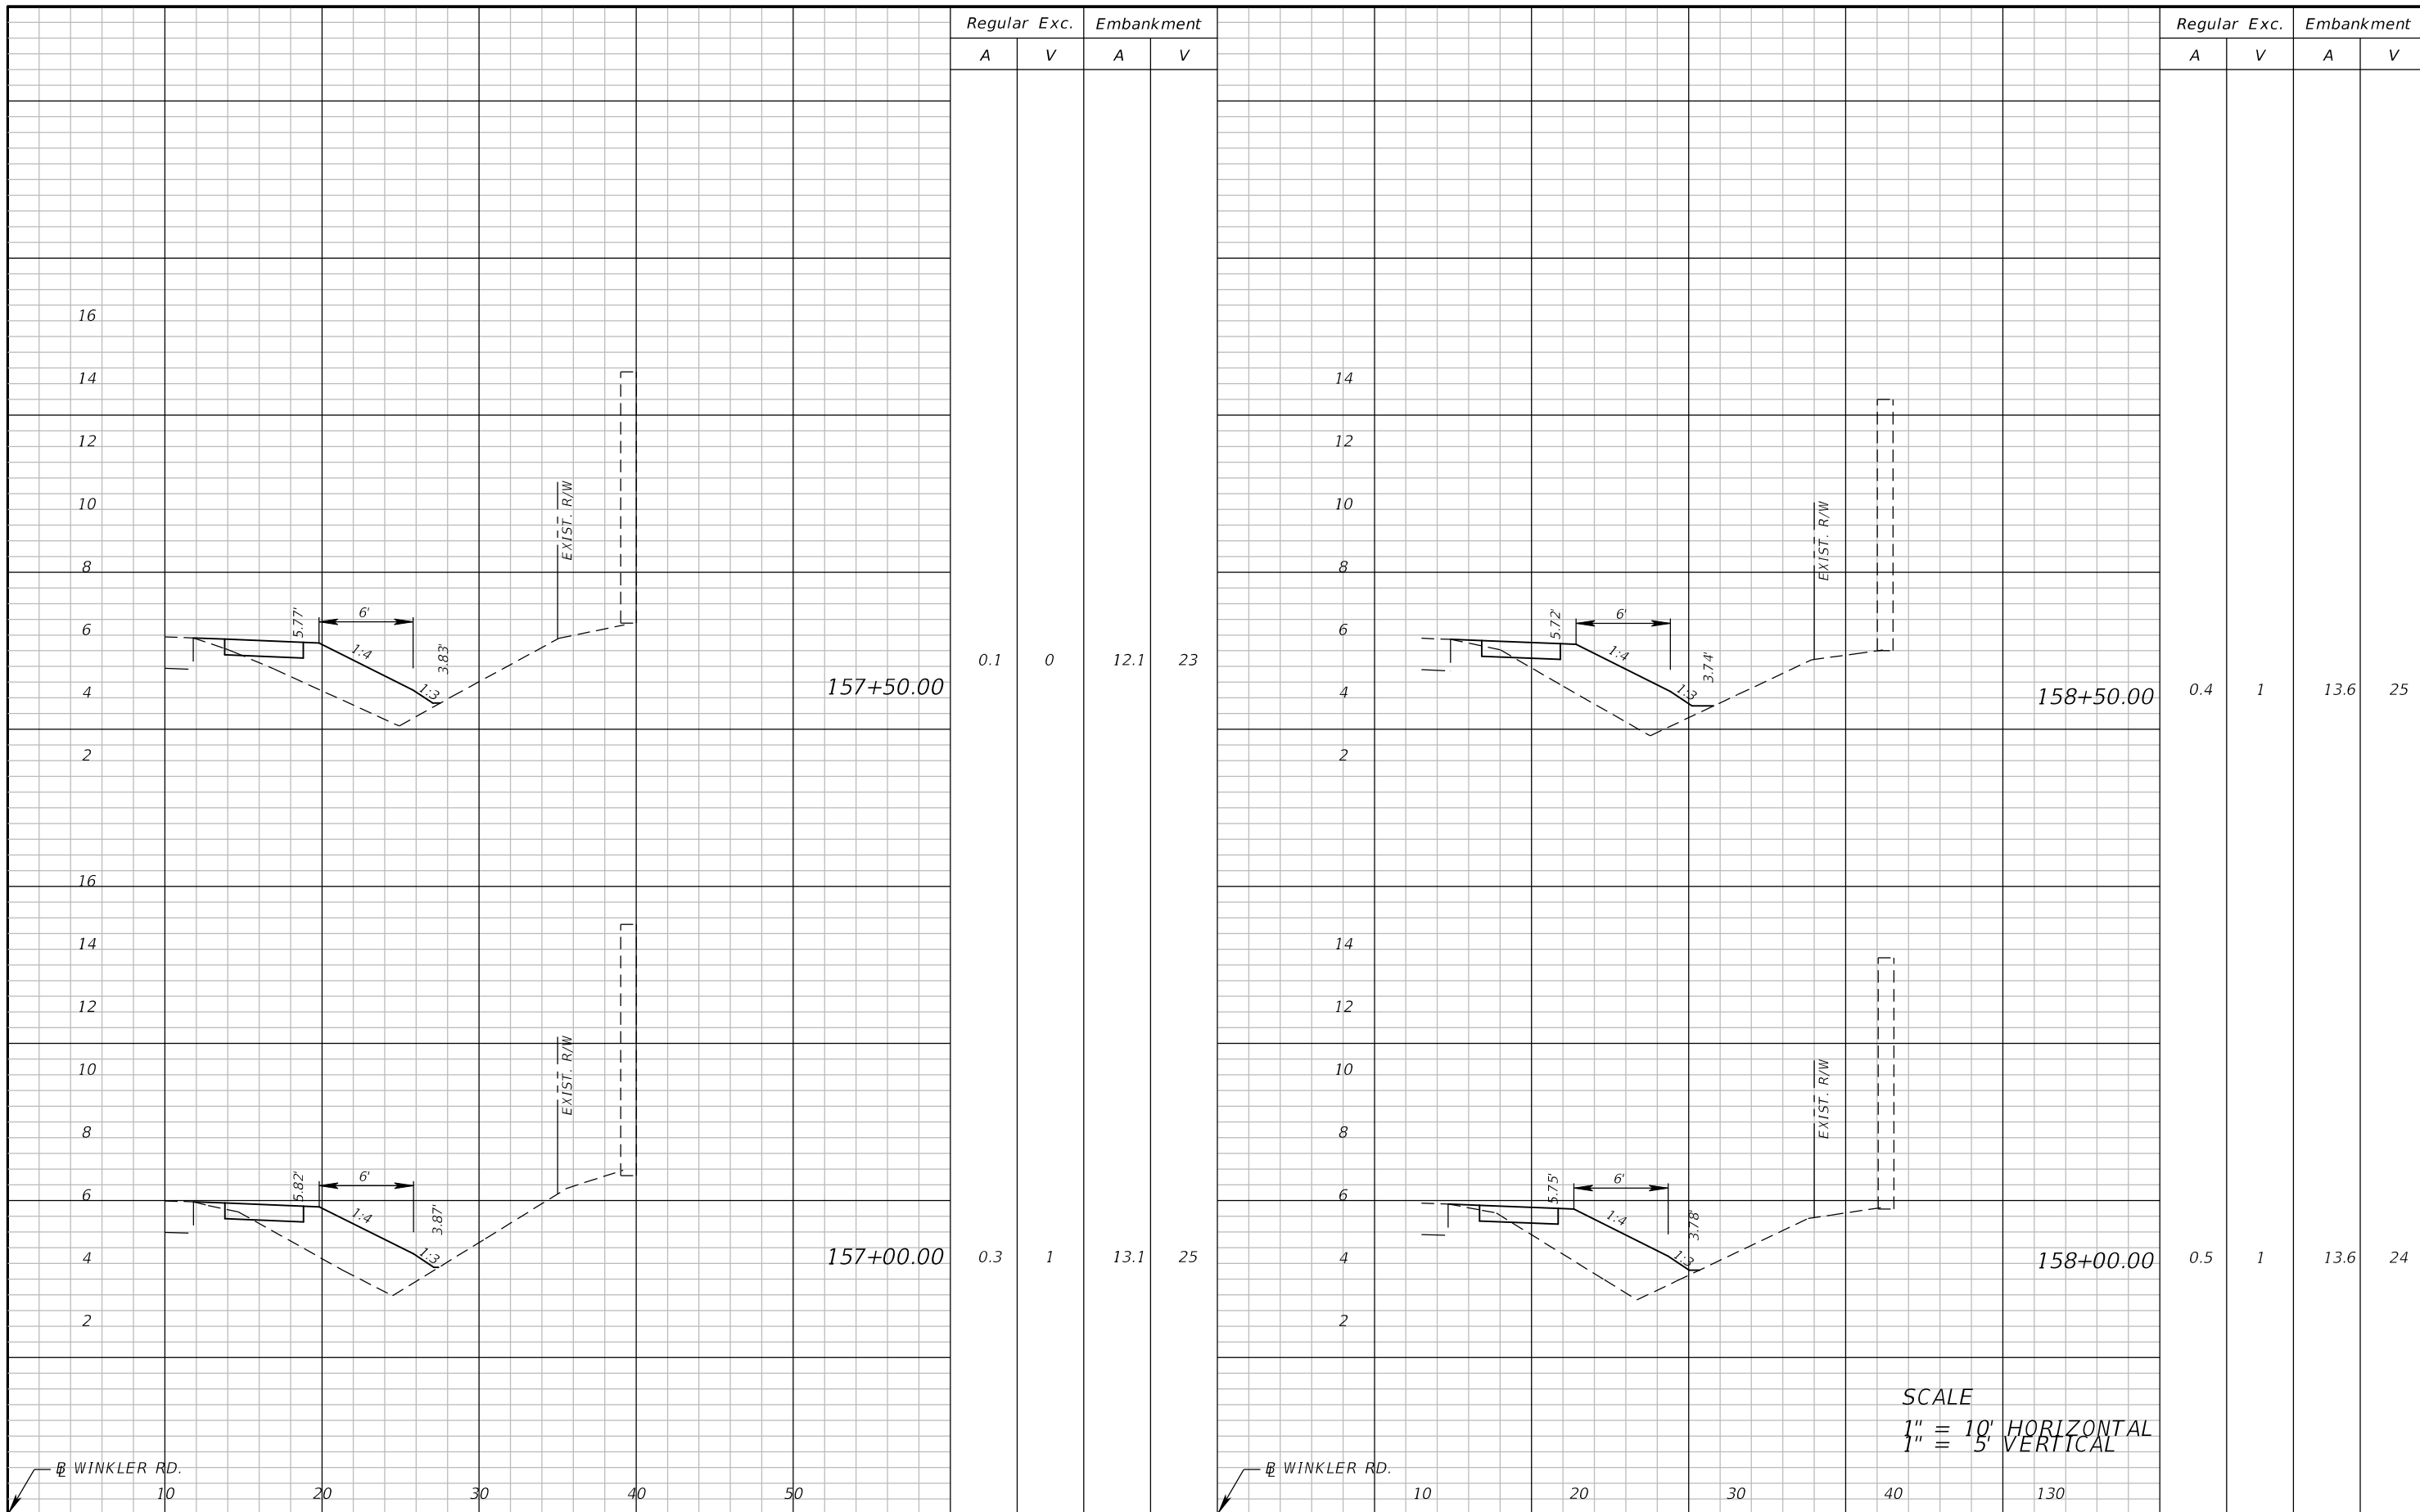 Regular Exc. Embankment
A V A V
16
14
12
10
EXIST. R/W
8
6
5.77'
6'
1:4
1:3
3.83'
4
2
157+50.00
0.1 0 12.1 23
16
14
12
10
EXIST. R/W
8
6
5.82'
6'
1:4
1:3
3.87'
4
2
157+00.00
0.3 1 13.1 25
BL WINKLER RD.
10 20 30 40 50
Regular Exc. Embankment
A V A V
14
12
10
EXIST. R/W
8
6
5.72'
6'
1:4
1:3
3.74'
4
2
158+50.00
0.4 1 13.6 25
14
12
10
EXIST. R/W
8
6
5.75'
6'
1:4
1:3
3.78'
4
2
158+00.00
0.5 1 13.6 24
SCALE
1" = 10' HORIZONTAL
1" = 5' VERTICAL
BL WINKLER RD.
10 20 30 40 130